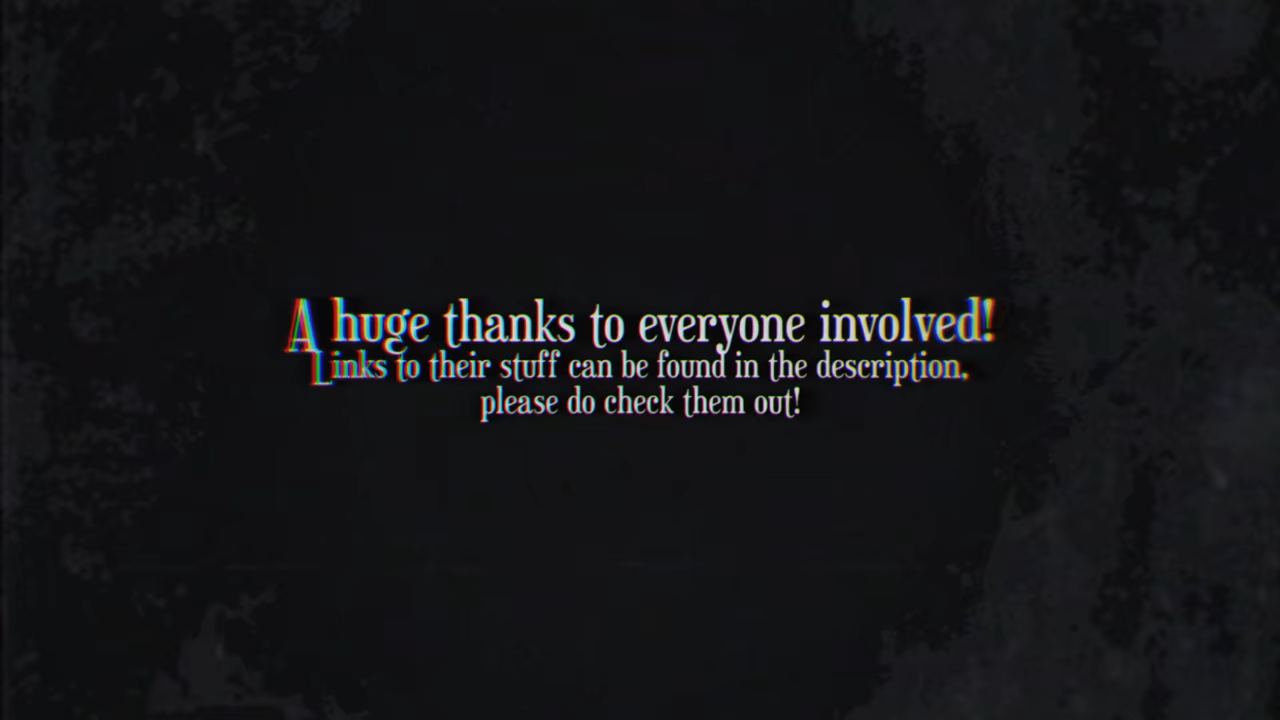 A huge thanks to everyone involved!
Links to their stuff can be found in the description,
please do check them out!